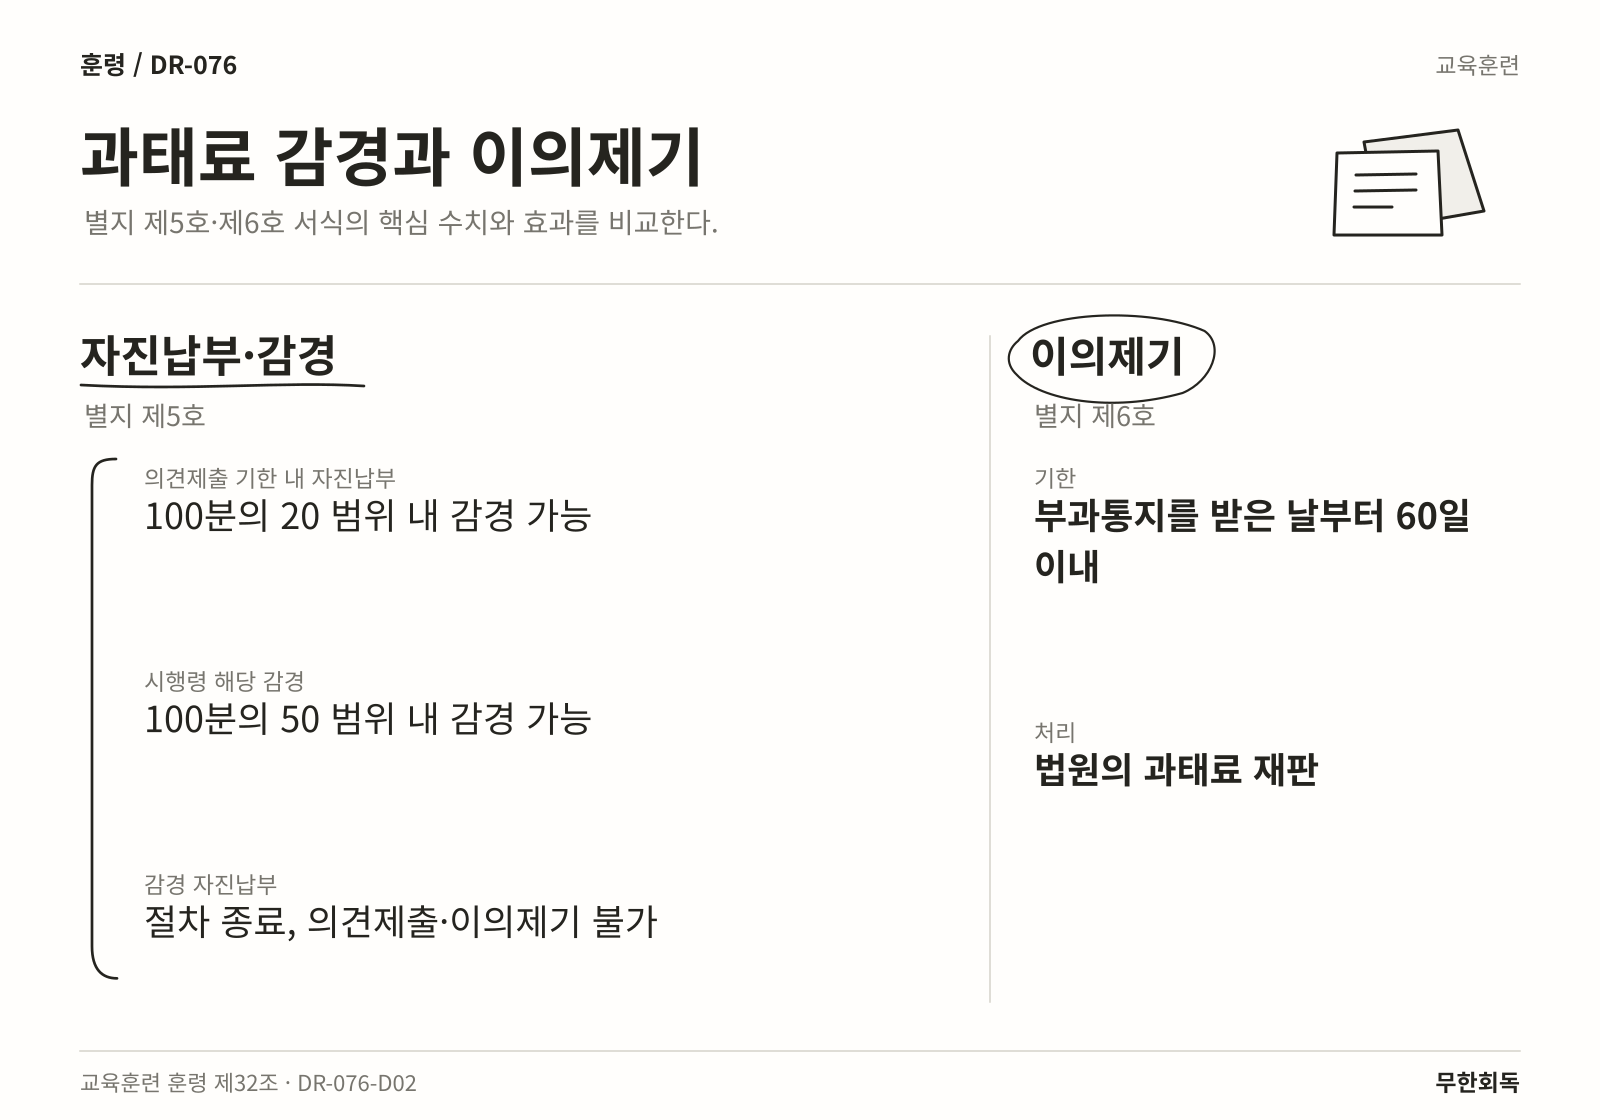 훈령 / DR-076
교육훈련
과태료 감경과 이의제기
별지 제5호·제6호 서식의 핵심 수치와 효과를 비교한다.
자진납부·감경
별지 제5호
의견제출 기한 내 자진납부
100분의 20 범위 내 감경 가능
시행령 해당 감경
100분의 50 범위 내 감경 가능
감경 자진납부
절차 종료, 의견제출·이의제기 불가
이의제기
별지 제6호
기한
부과통지를 받은 날부터 60일
이내
처리
법원의 과태료 재판
교육훈련 훈령 제32조 · DR-076-D02
무한회독